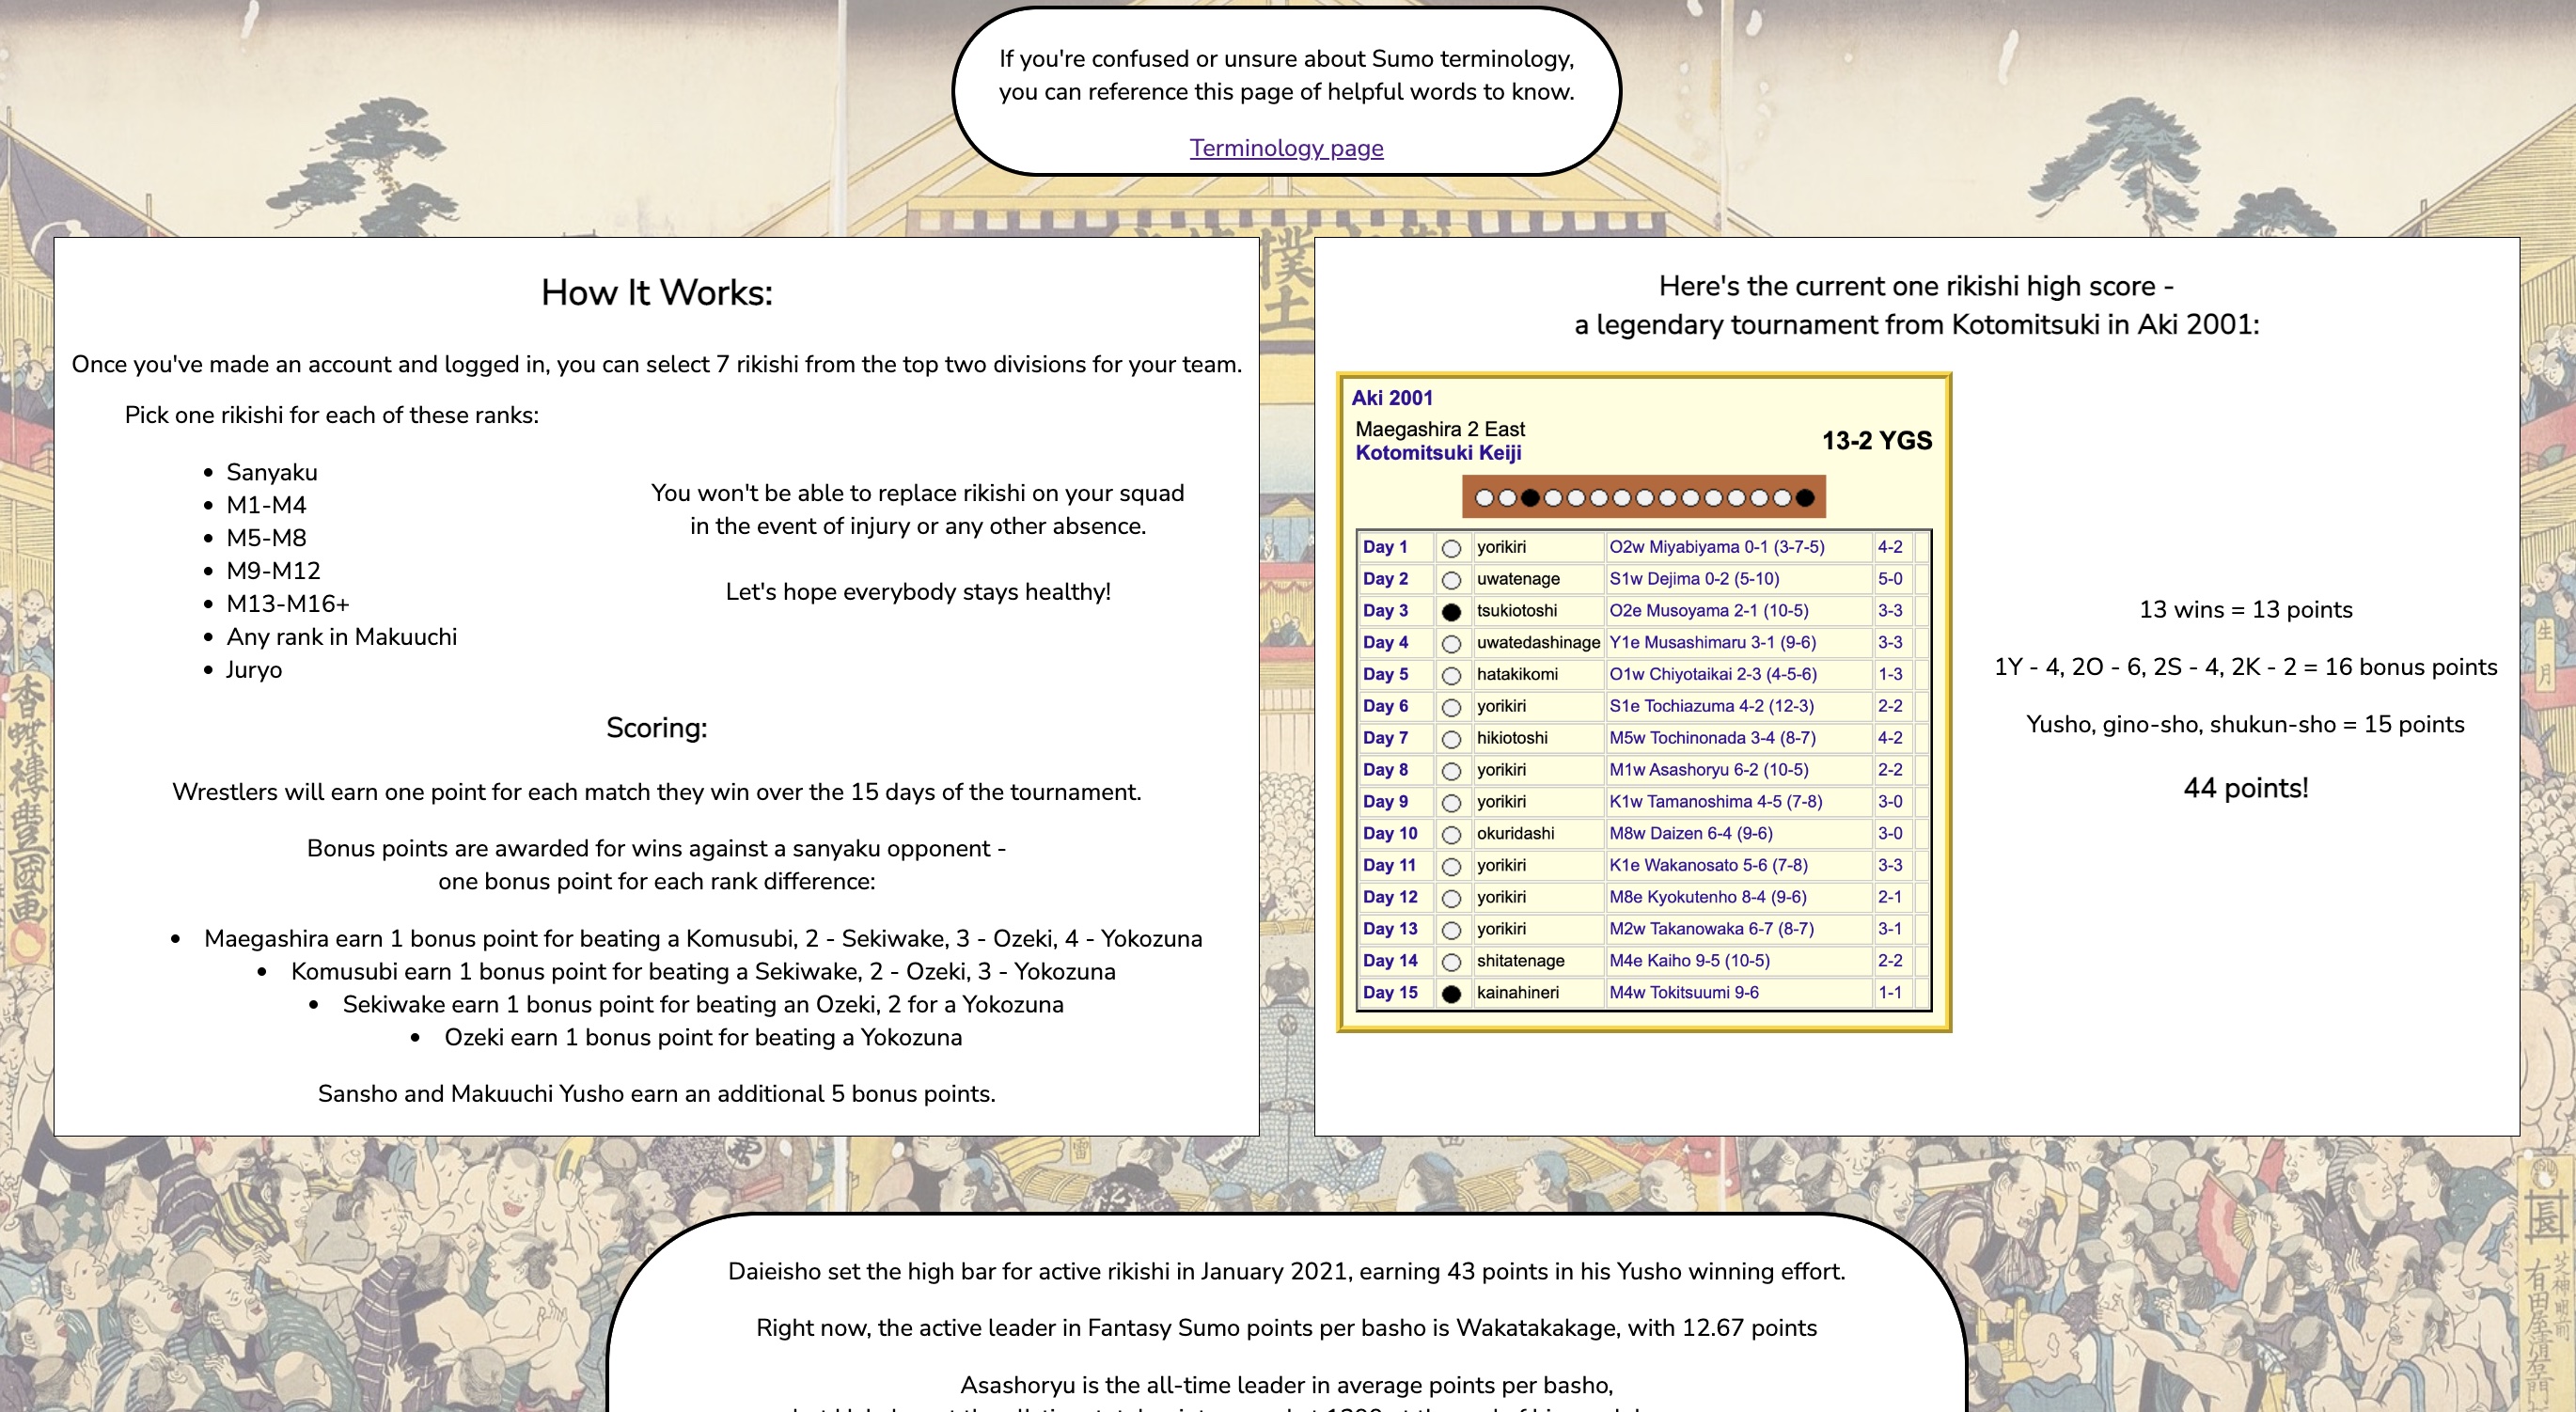 If you're confused or unsure about Sumo terminology,
you can reference this page of helpful words to know.
Terminology page
How It Works:
Once you've made an account and logged in, you can select 7 rikishi from the top two divisions for your team.
Pick one rikishi for each of these ranks:
• Sanyaku
• M1-M4
• M5-M8
• M9-M12
• M13-M16+
• Any rank in Makuuchi
• Juryo
You won't be able to replace rikishi on your squad
in the event of injury or any other absence.
Let's hope everybody stays healthy!
Scoring:
Wrestlers will earn one point for each match they win over the 15 days of the tournament.
Bonus points are awarded for wins against a sanyaku opponent -
one bonus point for each rank difference:
• Maegashira earn 1 bonus point for beating a Komusubi, 2 - Sekiwake, 3 - Ozeki, 4 - Yokozuna
• Komusubi earn 1 bonus point for beating a Sekiwake, 2 - Ozeki, 3 - Yokozuna
• Sekiwake earn 1 bonus point for beating an Ozeki, 2 for a Yokozuna
• Ozeki earn 1 bonus point for beating a Yokozuna
Sansho and Makuuchi Yusho earn an additional 5 bonus points.
Here's the current one rikishi high score -
a legendary tournament from Kotomitsuki in Aki 2001:
Aki 2001
Maegashira 2 East
Kotomitsuki Keiji
13-2 YGS
Day 1 yorikiri O2w Miyabiyama 0-1 (3-7-5) 4-2
Day 2 uwatenage S1w Dejima 0-2 (5-10) 5-0
Day 3 tsukiotoshi O2e Musoyama 2-1 (10-5) 3-3
Day 4 uwatedashinage Y1e Musashimaru 3-1 (9-6) 3-3
Day 5 hatakikomi O1w Chiyotaikai 2-3 (4-5-6) 1-3
Day 6 yorikiri S1e Tochiazuma 4-2 (12-3) 2-2
Day 7 hikiotoshi M5w Tochinonada 3-4 (8-7) 4-2
Day 8 yorikiri M1w Asashoryu 6-2 (10-5) 2-2
Day 9 yorikiri K1w Tamanoshima 4-5 (7-8) 3-0
Day 10 okuridashi M8w Daizen 6-4 (9-6) 3-0
Day 11 yorikiri K1e Wakanosato 5-6 (7-8) 3-3
Day 12 yorikiri M8e Kyokutenho 8-4 (9-6) 2-1
Day 13 yorikiri M2w Takanowaka 6-7 (8-7) 3-1
Day 14 shitatenage M4e Kaiho 9-5 (10-5) 2-2
Day 15 kainahineri M4w Tokitsuumi 9-6 1-1
13 wins = 13 points
1Y - 4, 2O - 6, 2S - 4, 2K - 2 = 16 bonus points
Yusho, gino-sho, shukun-sho = 15 points
44 points!
香蝶樓豊國画
Daieisho set the high bar for active rikishi in January 2021, earning 43 points in his Yusho winning effort.
Right now, the active leader in Fantasy Sumo points per basho is Wakatakakage, with 12.67 points
Asashoryu is the all-time leader in average points per basho,